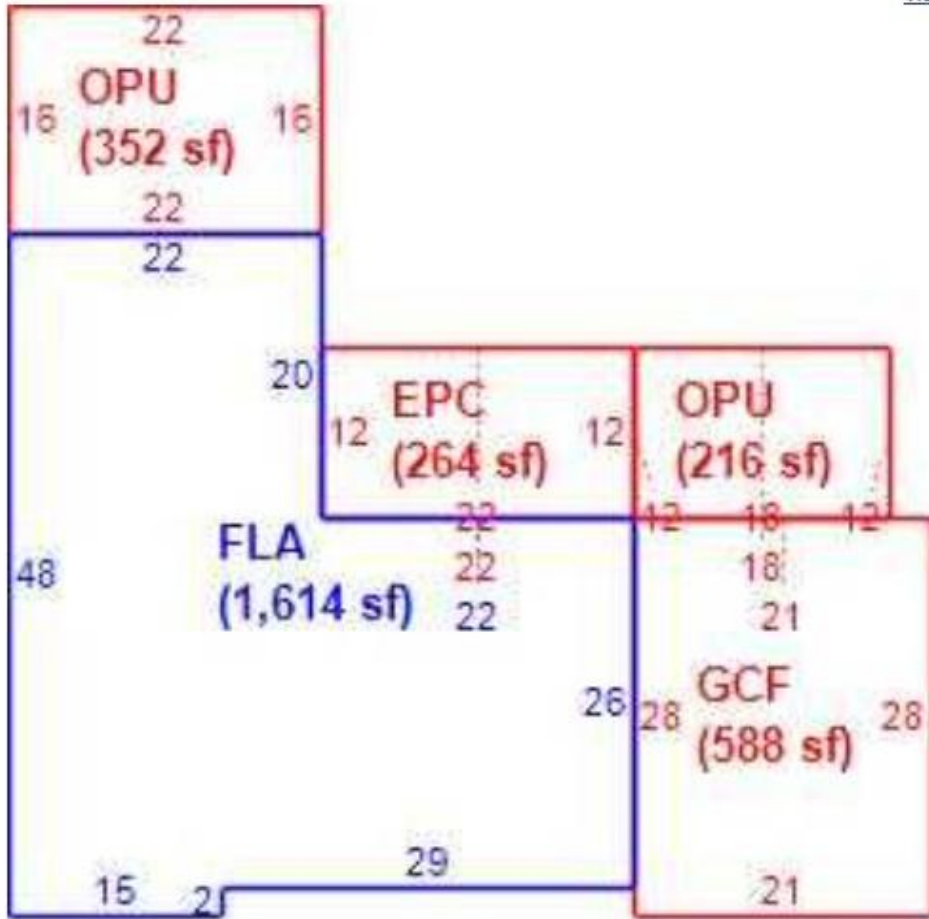 22
OPU
16 16
(352 sf)
22
22
20
EPC OPU
12 12
(264 sf) (216 sf)
22 12 18 12
FLA
22 18
48
(1,614 sf) 22 21
GCF
26 28 28
(588 sf)
29
15 2 21